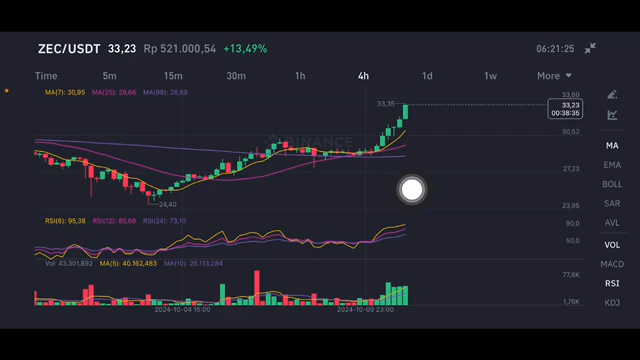 ZEC/USDT 33,23 Rp 521.000,54 +13,49% 06:21:25
Time 5m 15m 30m 1h 4h 1d 1w More
MA(7): 30,95 MA(25): 29,66 MA(99): 28,68
33,80
33,35
33,23
00:38:35
30,52
BINANCE
27,23
24,40
23,95
RSI(6): 95,38 RSI(12): 85,68 RSI(24): 73,19
90,0
50,0
Vol: 43.301,892 MA(5): 40.162,483 MA(10): 26.113,284
77,8K
1,76K
2024-10-04 15:00 2024-10-09 23:00
MA
EMA
BOLL
SAR
AVL
VOL
MACD
RSI
KDJ